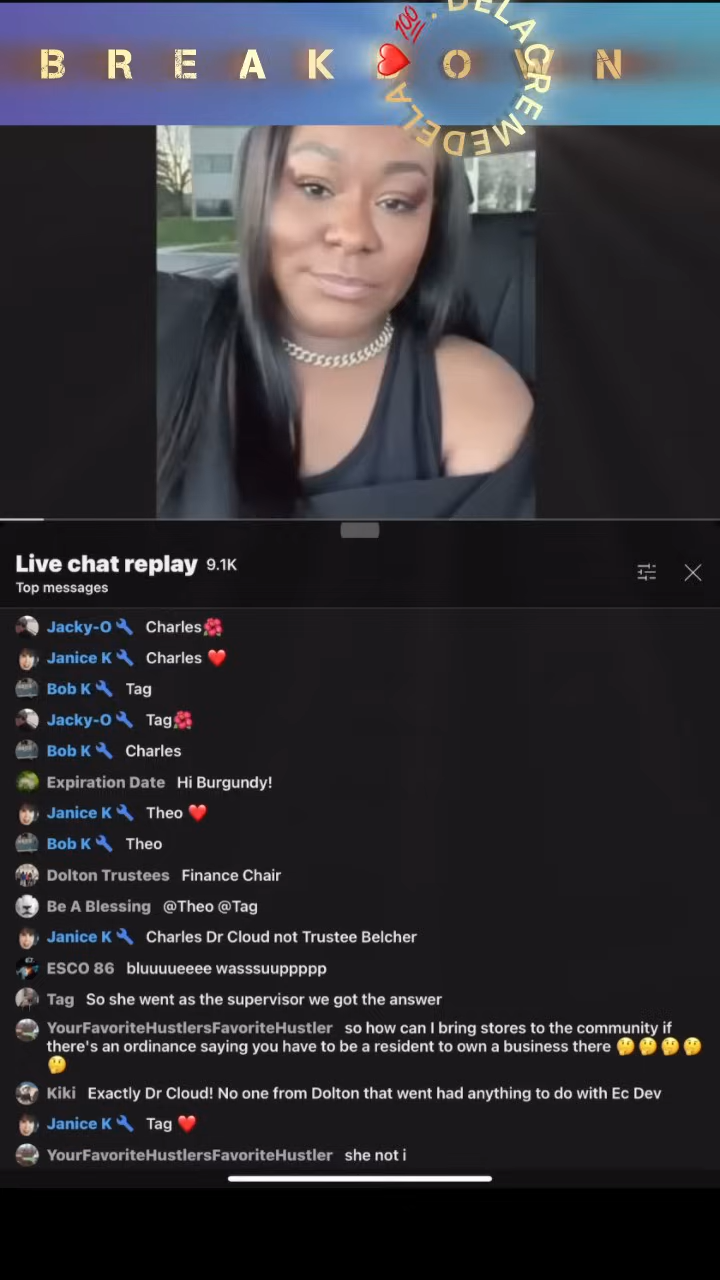 BREAKDOWN
DELACREMEDELA
💯
Live chat replay 9.1K
Top messages
Jacky-O 🔧 Charles🌺
Janice K 🔧 Charles ❤️
Bob K 🔧 Tag
Jacky-O 🔧 Tag🌺
Bob K 🔧 Charles
Expiration Date Hi Burgundy!
Janice K 🔧 Theo ❤️
Bob K 🔧 Theo
Dolton Trustees Finance Chair
Be A Blessing @Theo @Tag
Janice K 🔧 Charles Dr Cloud not Trustee Belcher
ESCO 86 bluuuueeee wasssuuppppp
Tag So she went as the supervisor we got the answer
YourFavoriteHustlersFavoriteHustler so how can I bring stores to the community if
there's an ordinance saying you have to be a resident to own a business there 🤔🤔🤔🤔
🤔
Kiki Exactly Dr Cloud! No one from Dolton that went had anything to do with Ec Dev
Janice K 🔧 Tag ❤️
YourFavoriteHustlersFavoriteHustler she not i